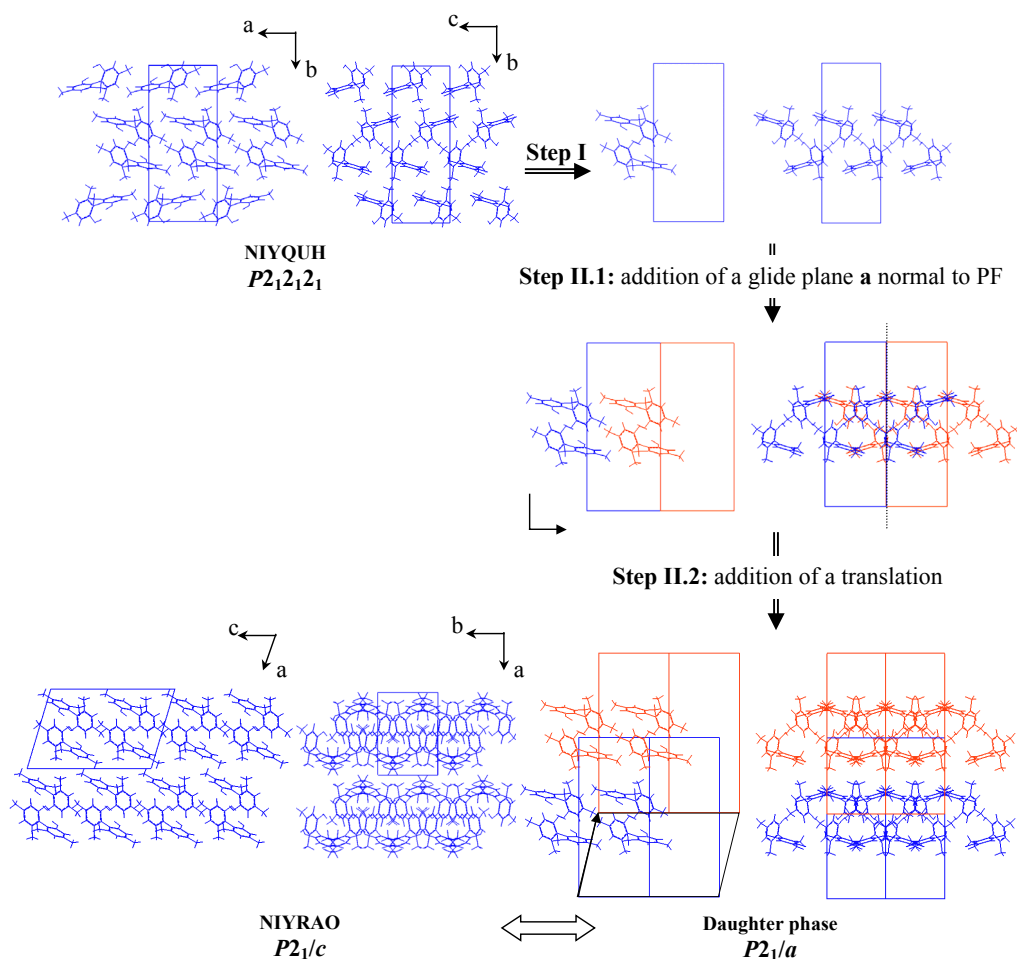 a
b
c
b
Step I
NIYQUH
P2₁2₁2₁
Step II.1: addition of a glide plane a normal to PF
Step II.2: addition of a translation
c
a
b
a
NIYRAO
P2₁/c
Daughter phase
P2₁/a